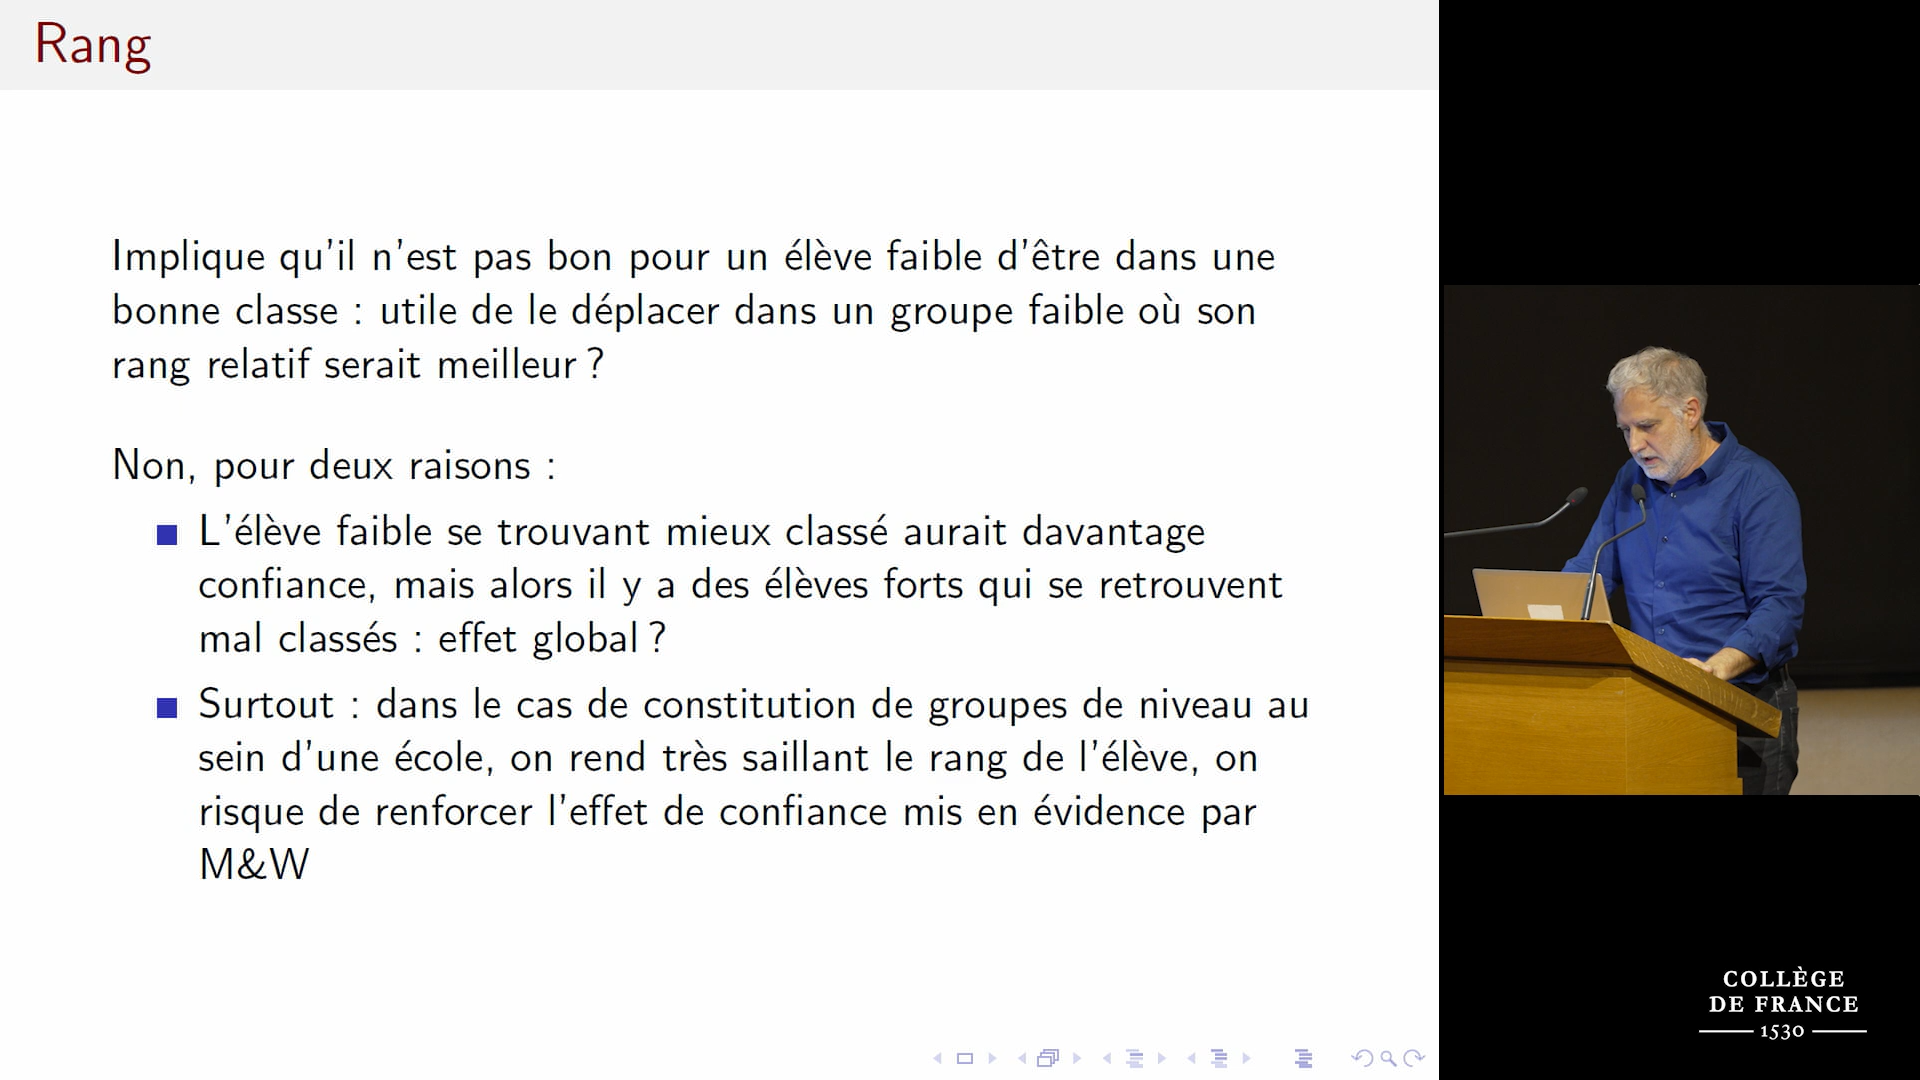 Rang
Implique qu'il n'est pas bon pour un élève faible d'être dans une
bonne classe : utile de le déplacer dans un groupe faible où son
rang relatif serait meilleur ?
Non, pour deux raisons :
L'élève faible se trouvant mieux classé aurait davantage
confiance, mais alors il y a des élèves forts qui se retrouvent
mal classés : effet global ?
Surtout : dans le cas de constitution de groupes de niveau au
sein d'une école, on rend très saillant le rang de l'élève, on
risque de renforcer l'effet de confiance mis en évidence par
M&W
COLLÈGE
DE FRANCE
1530